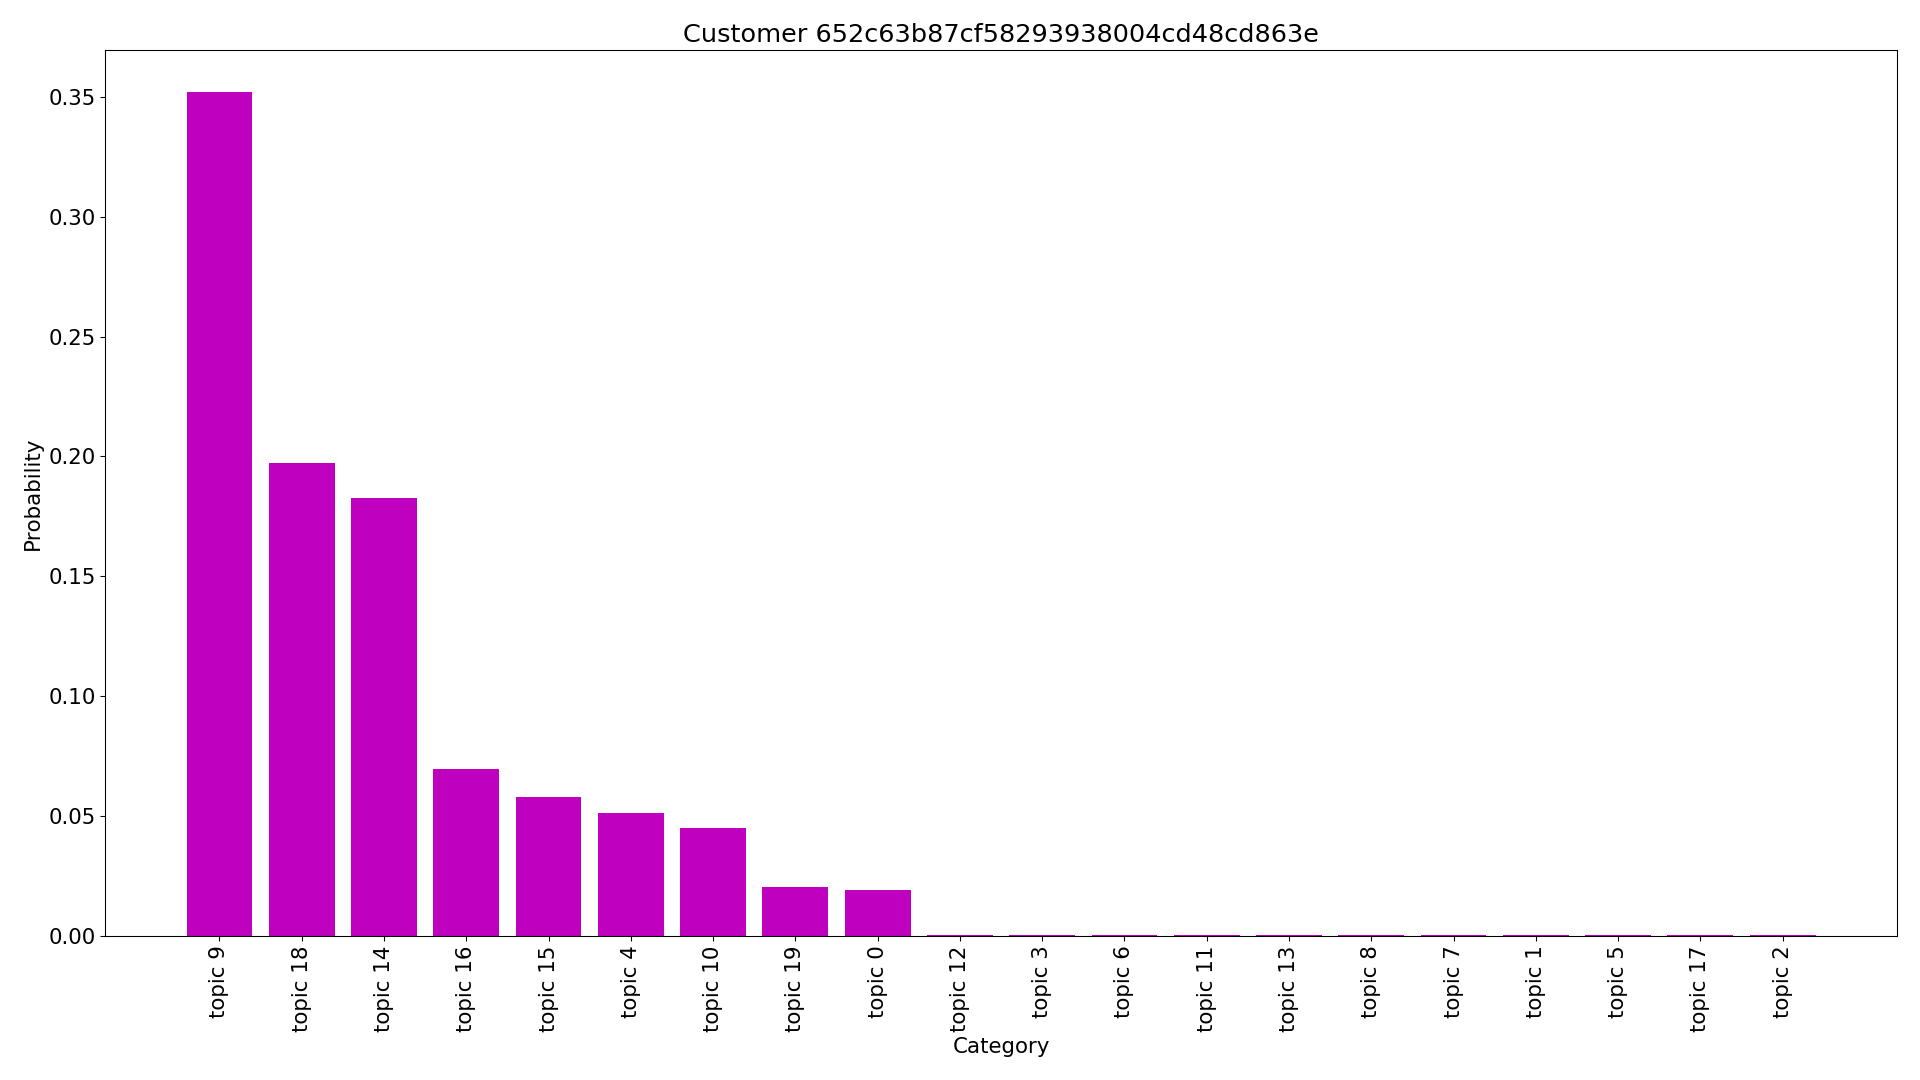 Customer 652c63b87cf58293938004cd48cd863e
Probability
0.35
0.30
0.25
0.20
0.15
0.10
0.05
0.00
topic 9
topic 18
topic 14
topic 16
topic 15
topic 4
topic 10
topic 19
topic 0
topic 12
topic 3
topic 6
topic 11
topic 13
topic 8
topic 7
topic 1
topic 5
topic 17
topic 2
Category